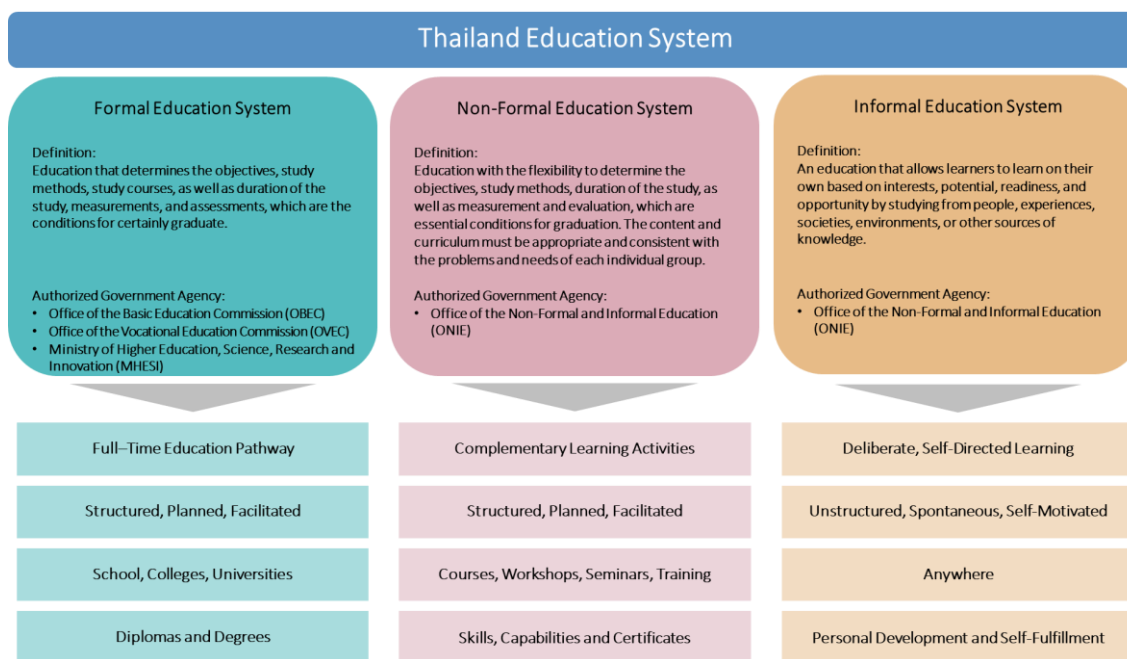 Thailand Education System
Formal Education System
Definition:
Education that determines the objectives, study
methods, study courses, as well as duration of the
study, measurements, and assessments, which are the
conditions for certainly graduate.
Authorized Government Agency:
• Office of the Basic Education Commission (OBEC)
• Office of the Vocational Education Commission (OVEC)
• Ministry of Higher Education, Science, Research and
Innovation (MHESI)
Full–Time Education Pathway
Structured, Planned, Facilitated
School, Colleges, Universities
Diplomas and Degrees
Non-Formal Education System
Definition:
Education with the flexibility to determine the
objectives, study methods, duration of the study, as
well as measurement and evaluation, which are
essential conditions for graduation. The content and
curriculum must be appropriate and consistent with
the problems and needs of each individual group.
Authorized Government Agency:
• Office of the Non-Formal and Informal Education
(ONIE)
Complementary Learning Activities
Structured, Planned, Facilitated
Courses, Workshops, Seminars, Training
Skills, Capabilities and Certificates
Informal Education System
Definition:
An education that allows learners to learn on their
own based on interests, potential, readiness, and
opportunity by studying from people, experiences,
societies, environments, or other sources of
knowledge.
Authorized Government Agency:
• Office of the Non-Formal and Informal Education
(ONIE)
Deliberate, Self-Directed Learning
Unstructured, Spontaneous, Self-Motivated
Anywhere
Personal Development and Self-Fulfillment